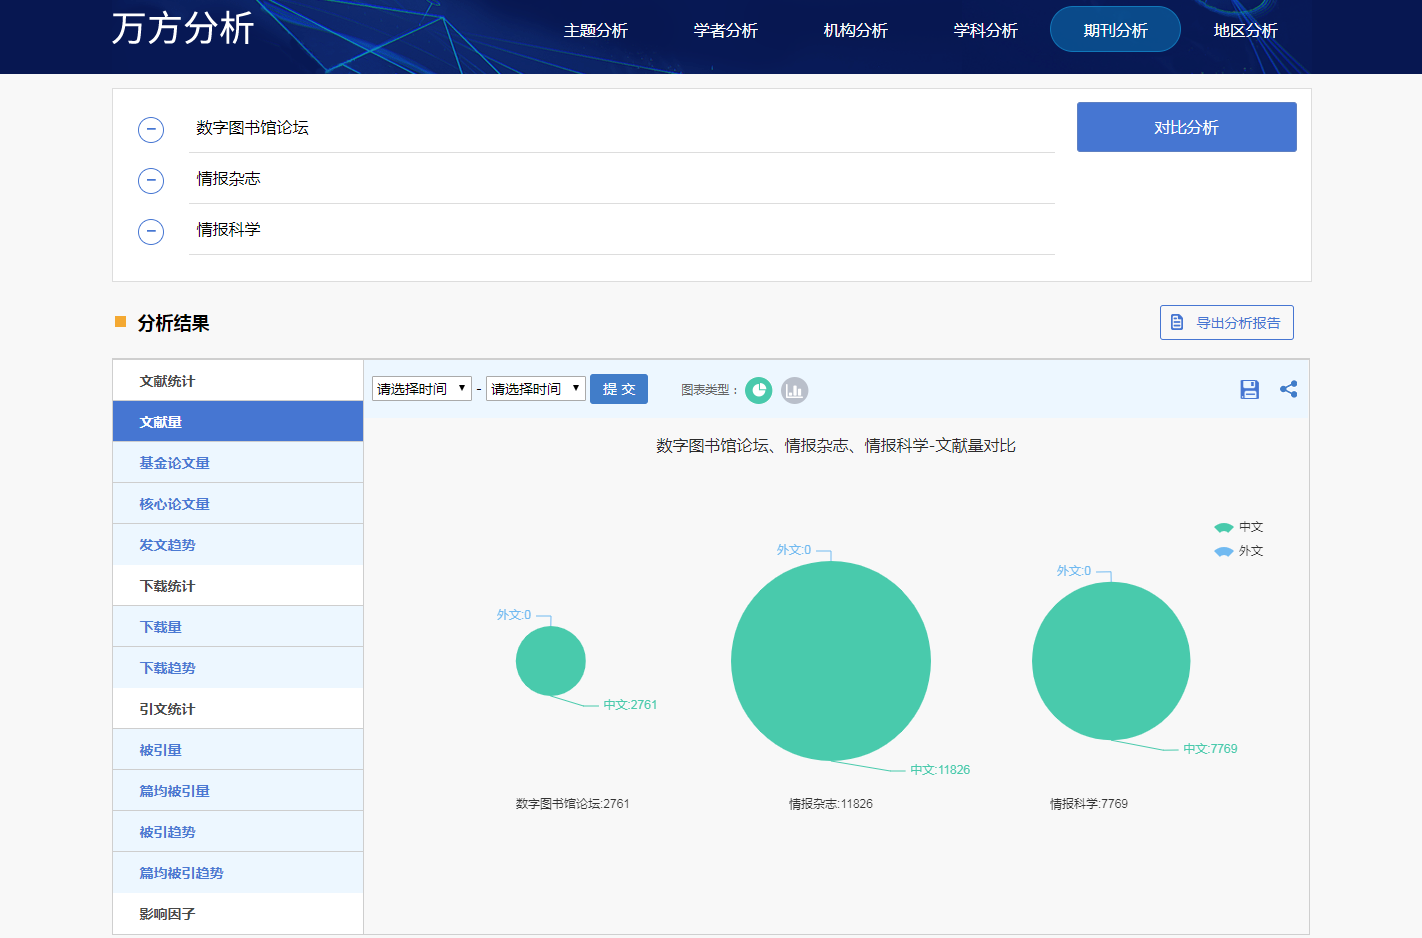 万方分析
主题分析 学者分析 机构分析 学科分析 期刊分析 地区分析
数字图书馆论坛
对比分析
情报杂志
情报科学
分析结果
导出分析报告
文献统计
文献量
基金论文量
核心论文量
发文趋势
下载统计
下载量
下载趋势
引文统计
被引量
篇均被引量
被引趋势
篇均被引趋势
影响因子
请选择时间 - 请选择时间 提 交 图表类型：
数字图书馆论坛、情报杂志、情报科学-文献量对比
中文
外文
外文:0
中文:2761
外文:0
中文:11826
外文:0
中文:7769
数字图书馆论坛:2761
情报杂志:11826
情报科学:7769